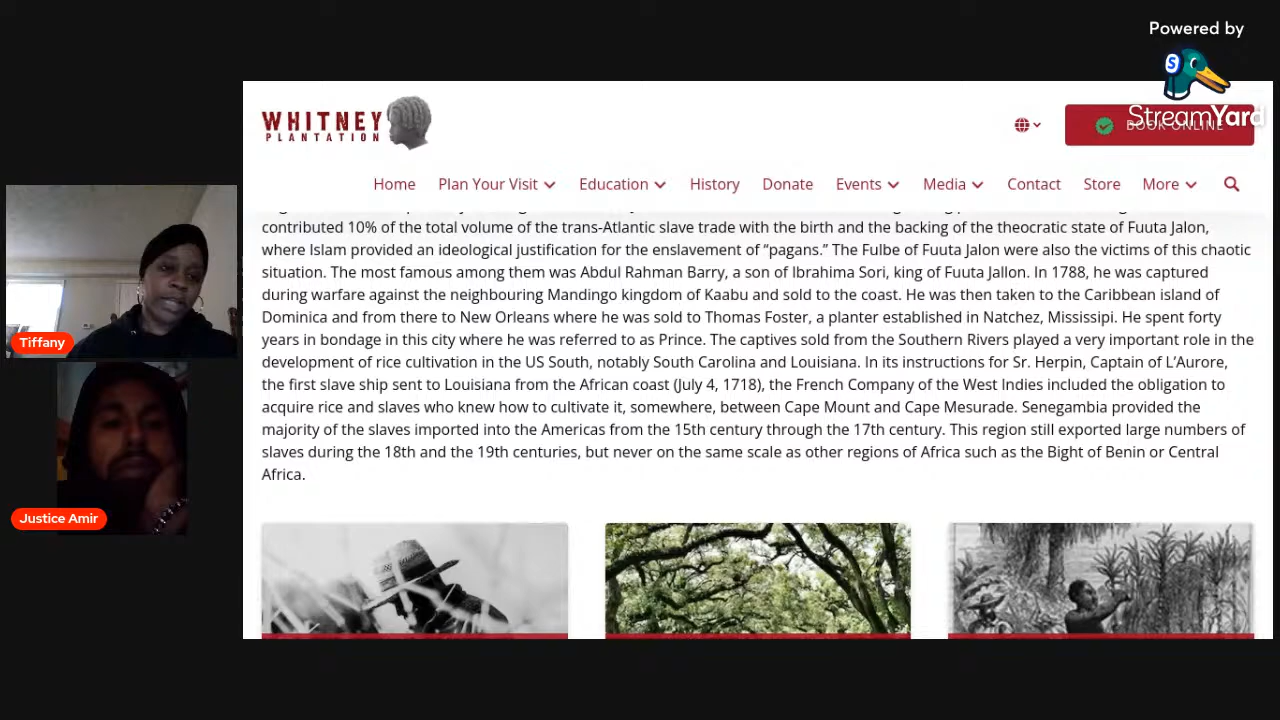 Powered by
StreamYard
WHITNEY
PLANTATION
BOOK ONLINE
Home Plan Your Visit Education History Donate Events Media Contact Store More
contributed 10% of the total volume of the trans-Atlantic slave trade with the birth and the backing of the theocratic state of Fuuta Jalon,
where Islam provided an ideological justification for the enslavement of “pagans.” The Fulbe of Fuuta Jalon were also the victims of this chaotic
situation. The most famous among them was Abdul Rahman Barry, a son of Ibrahima Sori, king of Fuuta Jallon. In 1788, he was captured
during warfare against the neighbouring Mandingo kingdom of Kaabu and sold to the coast. He was then taken to the Caribbean island of
Dominica and from there to New Orleans where he was sold to Thomas Foster, a planter established in Natchez, Mississipi. He spent forty
years in bondage in this city where he was referred to as Prince. The captives sold from the Southern Rivers played a very important role in the
development of rice cultivation in the US South, notably South Carolina and Louisiana. In its instructions for Sr. Herpin, Captain of L’Aurore,
the first slave ship sent to Louisiana from the African coast (July 4, 1718), the French Company of the West Indies included the obligation to
acquire rice and slaves who knew how to cultivate it, somewhere, between Cape Mount and Cape Mesurade. Senegambia provided the
majority of the slaves imported into the Americas from the 15th century through the 17th century. This region still exported large numbers of
slaves during the 18th and the 19th centuries, but never on the same scale as other regions of Africa such as the Bight of Benin or Central
Africa.
Tiffany
Justice Amir